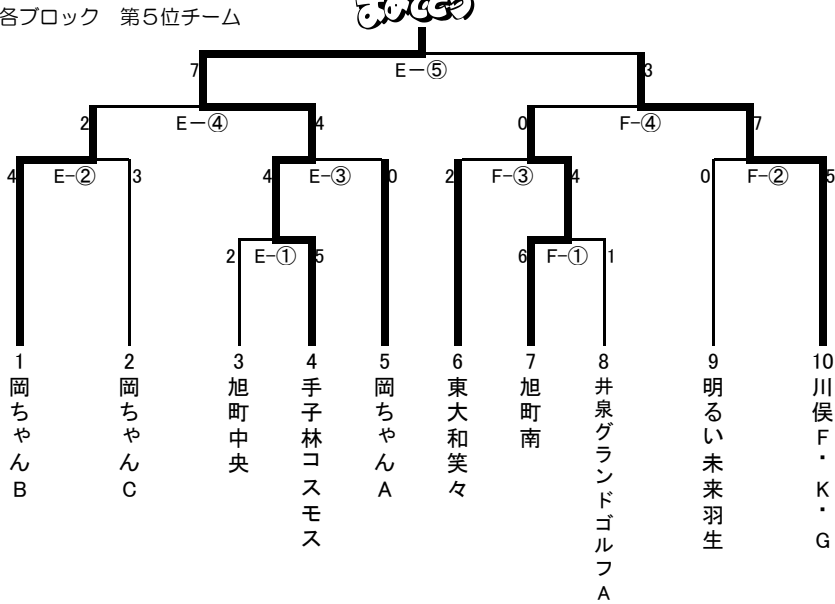 各ブロック 第5位チーム
おめでとう
7 E-⑤ 3
2 E-④ 4 0 F-④ 7
4 E-② 3 4 E-③ 0 2 F-③ 4 0 F-② 5
2 E-① 5 6 F-① 1
1 2 3 4 5 6 7 8 9 10
岡ちゃんB
岡ちゃんC
旭町中央
手子林コスモス
岡ちゃんA
東大和笑々
旭町南
井泉グランドゴルフA
明るい未来羽生
川俣F・K・G